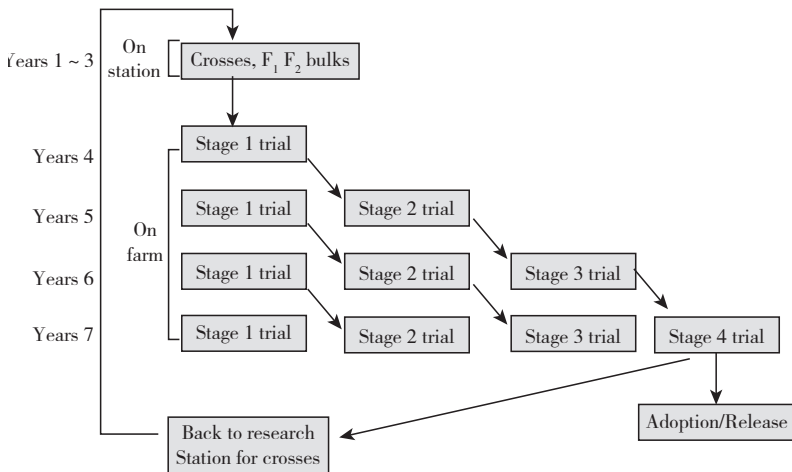 On
station
Years 1 ~ 3
Crosses, F1 F2 bulks
Years 4
Stage 1 trial
Years 5
Stage 1 trial
Stage 2 trial
On
farm
Years 6
Stage 1 trial
Stage 2 trial
Stage 3 trial
Years 7
Stage 1 trial
Stage 2 trial
Stage 3 trial
Stage 4 trial
Back to research
Station for crosses
Adoption/Release